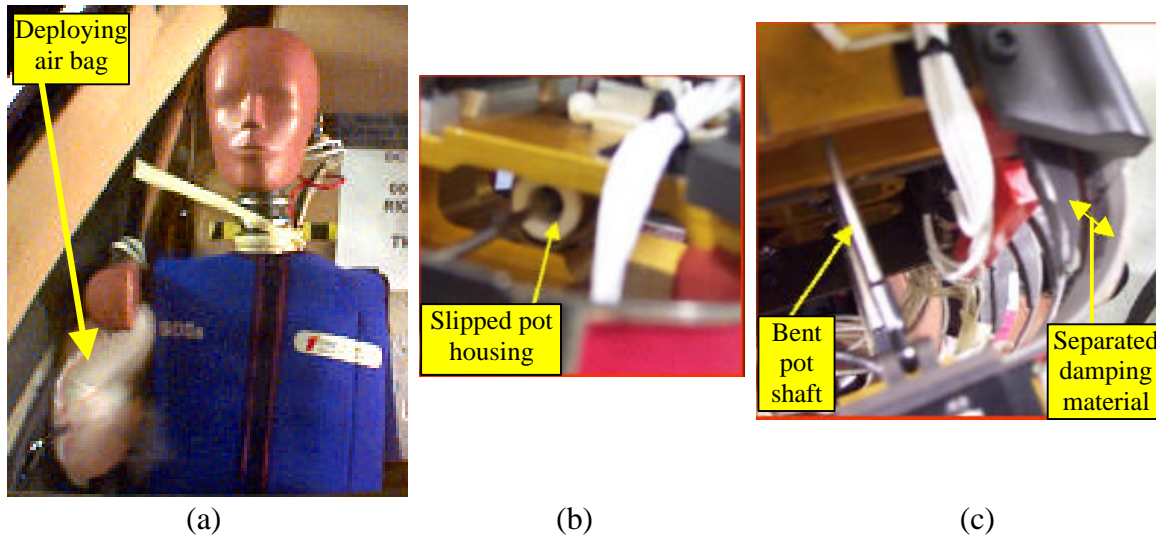 Deploying
air bag
Slipped pot
housing
Bent
pot
shaft
Separated
damping
material
(a)
(b)
(c)